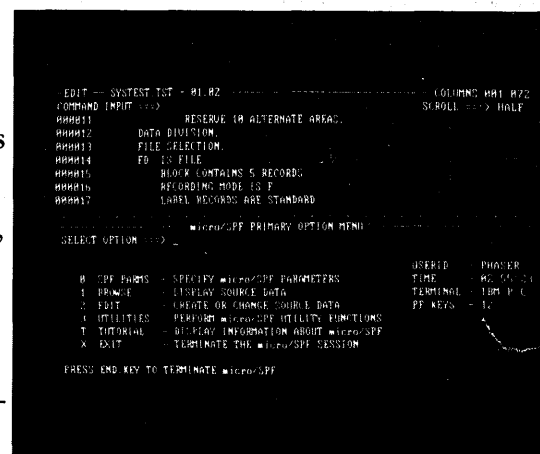 EDIT -- SYSTEST.TST - 01.02 COLUMNS 001 072
COMMAND INPUT ===> SCROLL ===> HALF
000011 RESERVE 10 ALTERNATE AREAS.
000012 DATA DIVISION.
000013 FILE SELECTION.
000014 FD IS FILE
000015 BLOCK CONTAINS 5 RECORDS
000016 RECORDING MODE IS F
000017 LABEL RECORDS ARE STANDARD
micro/SPF PRIMARY OPTION MENU
SELECT OPTION ===> _
USERID - PHASER
0 SPF PARMS - SPECIFY micro/SPF PARAMETERS TIME -
1 BROWSE - DISPLAY SOURCE DATA TERMINAL - IBM P C
2 EDIT - CREATE OR CHANGE SOURCE DATA PF KEYS - 12
3 UTILITIES - PERFORM micro/SPF UTILITY FUNCTIONS
T TUTORIAL - DISPLAY INFORMATION ABOUT micro/SPF
X EXIT - TERMINATE THE micro/SPF SESSION
PRESS END KEY TO TERMINATE micro/SPF